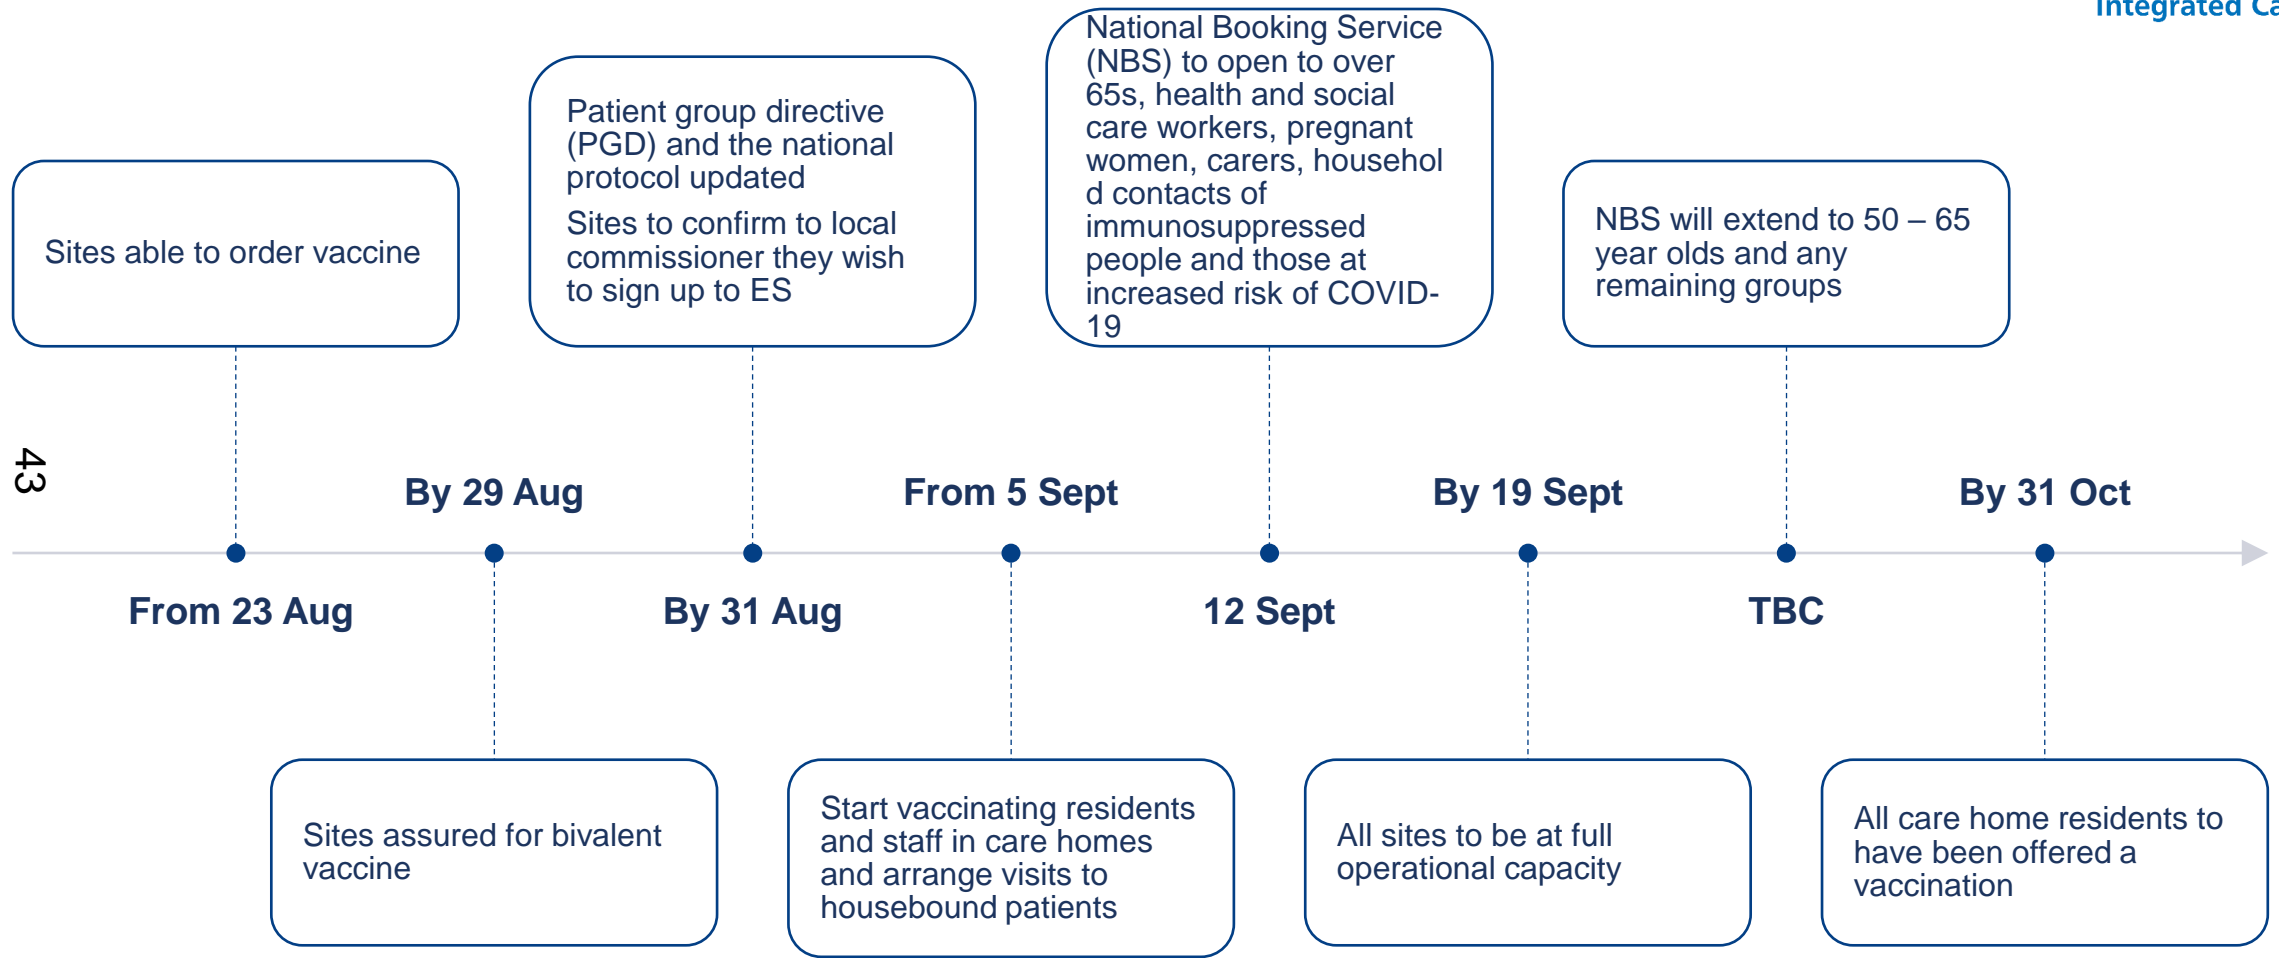 Integrated Ca
National Booking Service
(NBS) to open to over
65s, health and social
care workers, pregnant
women, carers, househol
d contacts of
immunosuppressed
people and those at
increased risk of COVID-
19
Patient group directive
(PGD) and the national
protocol updated
Sites to confirm to local
commissioner they wish
to sign up to ES
Sites able to order vaccine
NBS will extend to 50 – 65
year olds and any
remaining groups
43
By 29 Aug
From 5 Sept
By 19 Sept
By 31 Oct
From 23 Aug
By 31 Aug
12 Sept
TBC
Sites assured for bivalent
vaccine
Start vaccinating residents
and staff in care homes
and arrange visits to
housebound patients
All sites to be at full
operational capacity
All care home residents to
have been offered a
vaccination